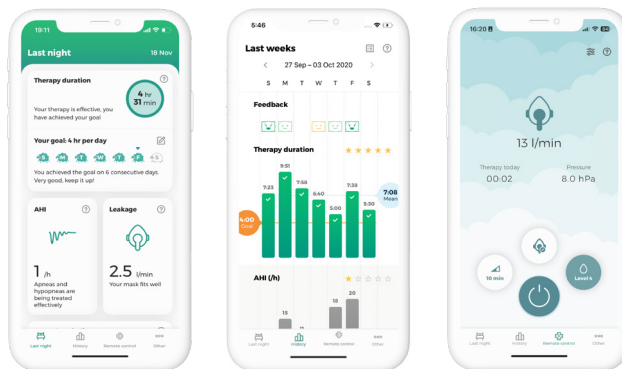 19:11
Last night
18 Nov
Therapy duration
4 hr
31 min
Your therapy is effective, you
have achieved your goal
Your goal: 4 hr per day
S M T W T F +S
You achieved the goal on 6 consecutive days.
Very good, keep it up!
AHI
Leakage
1 /h
Apneas and
hypopneas are
being treated
effectively
2.5 l/min
Your mask fits well
Last night
History
Remote control
Other
5:46
Last weeks
27 Sep – 03 Oct 2020
S M T W T F S
Feedback
Therapy duration
9:51
7:23
7:58
6:40
5:00
7:38
5:30
7:08
Mean
4:00
Goal
AHI (/h)
15
11
18
20
Last night
History
Remote control
Other
16:20
13 l/min
Therapy today
00:02
Pressure
8.0 hPa
10 min
Level 4
Last night
History
Remote control
Other